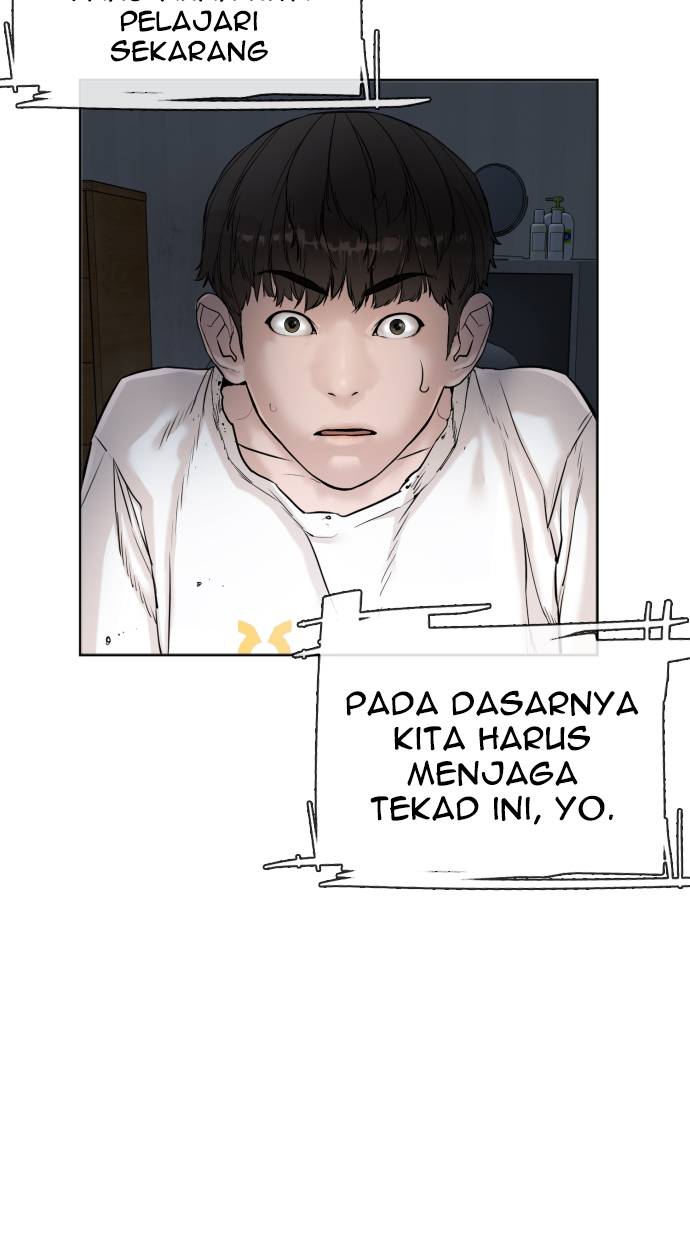 PELAJARI
SEKARANG
PADA DASARNYA
KITA HARUS
MENJAGA
TEKAD INI, YO.